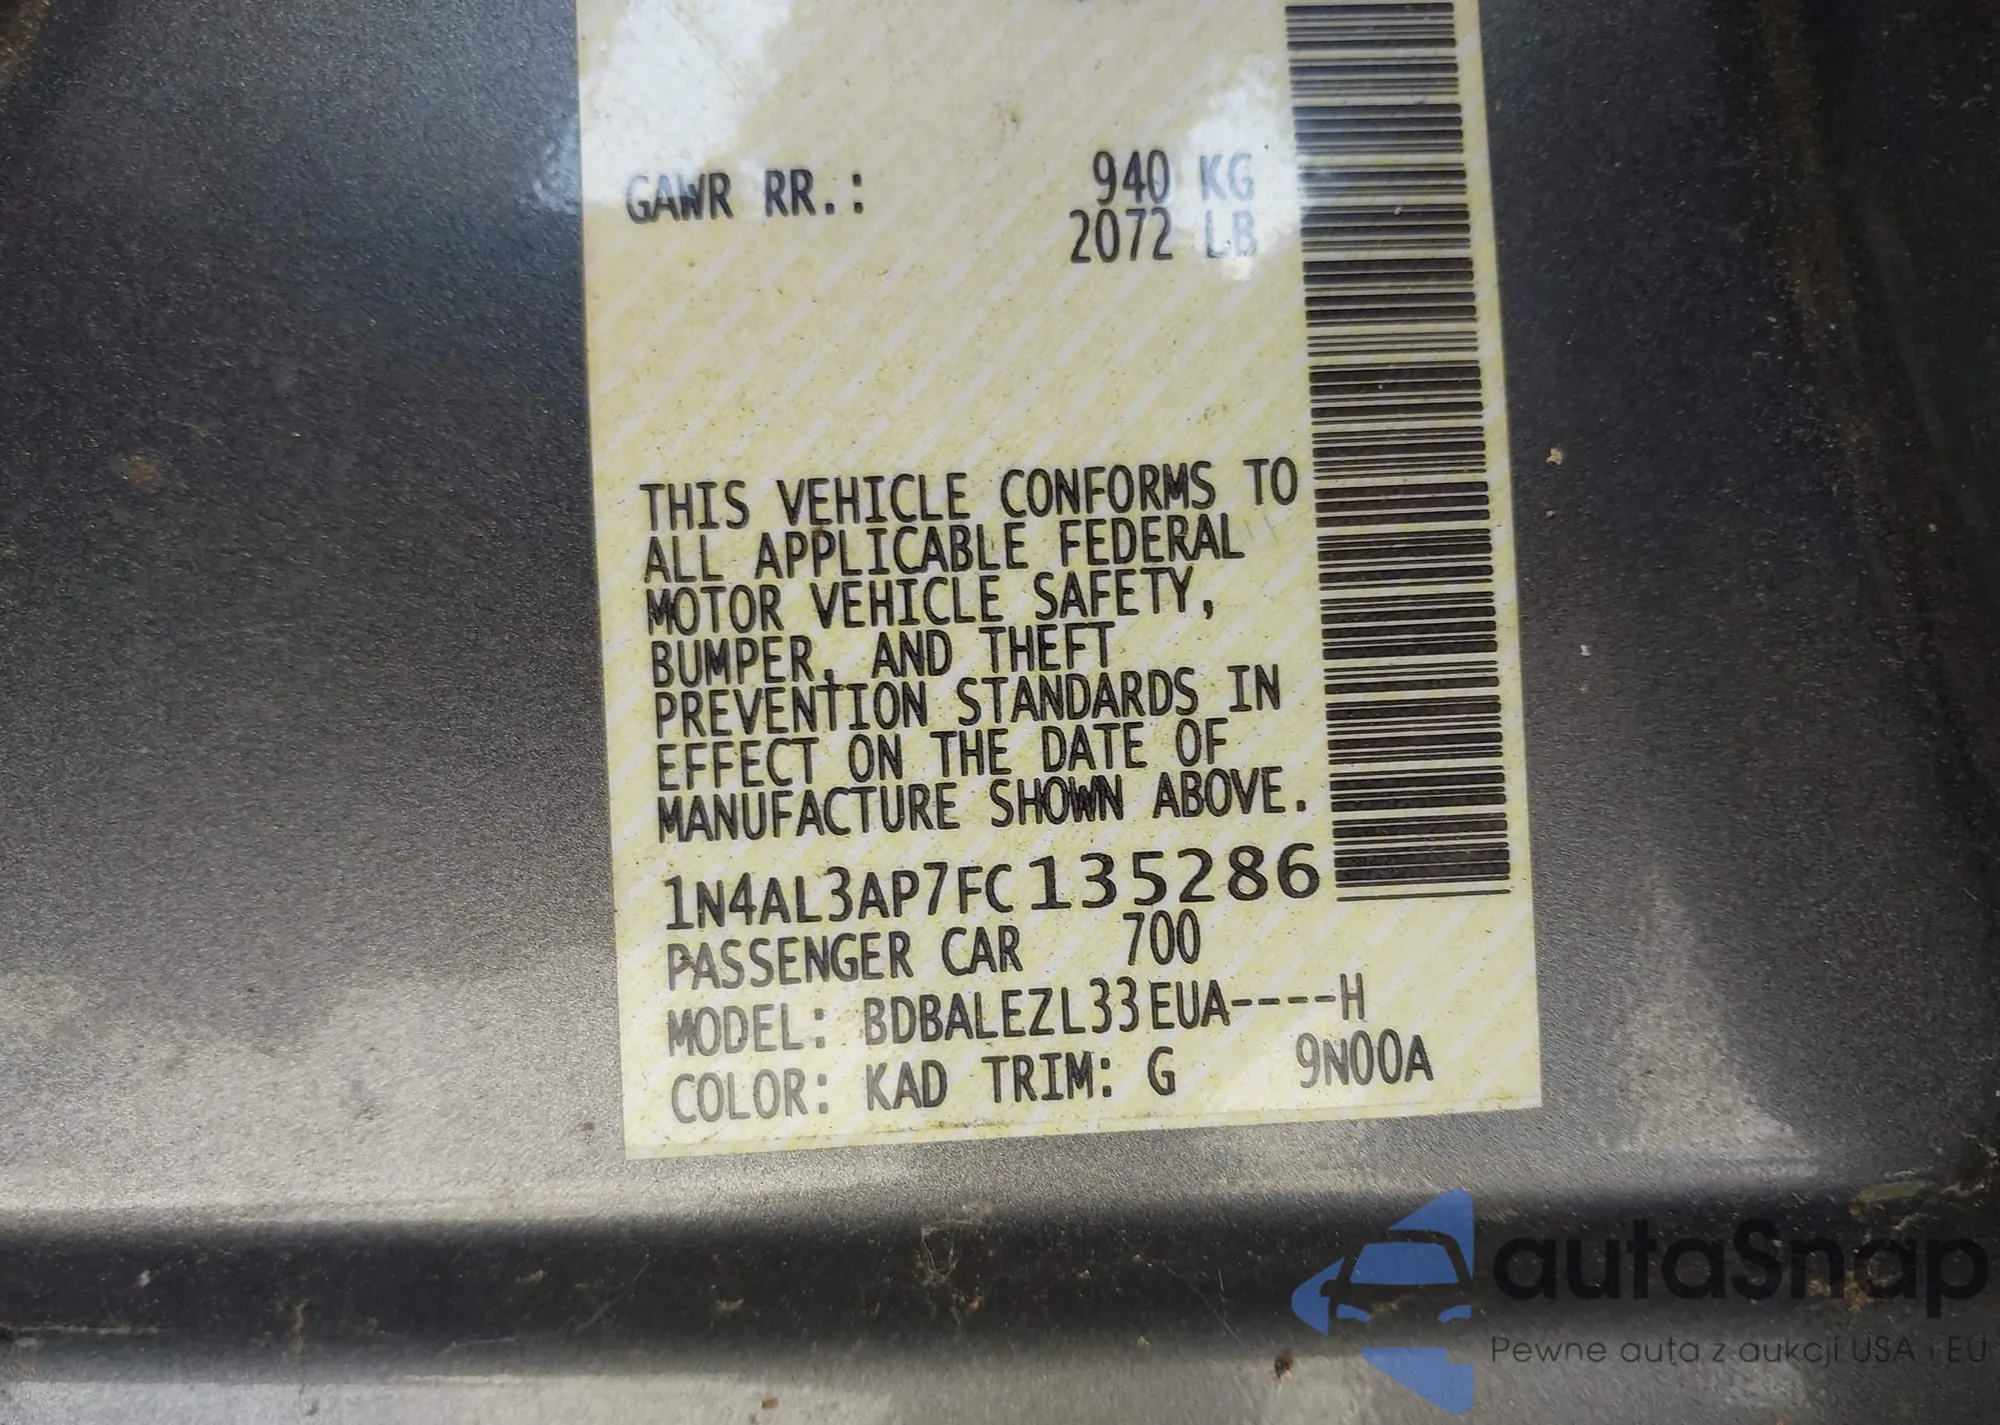 GAWR RR.: 940 KG
2072 LB
THIS VEHICLE CONFORMS TO
ALL APPLICABLE FEDERAL
MOTOR VEHICLE SAFETY,
BUMPER, AND THEFT
PREVENTION STANDARDS IN
EFFECT ON THE DATE OF
MANUFACTURE SHOWN ABOVE.
1N4AL3AP7FC135286
PASSENGER CAR 700
MODEL: BDBALEZL33EUA----H
COLOR: KAD TRIM: G 9N00A
autaSnap
Pewne auta z aukcji USA i EU